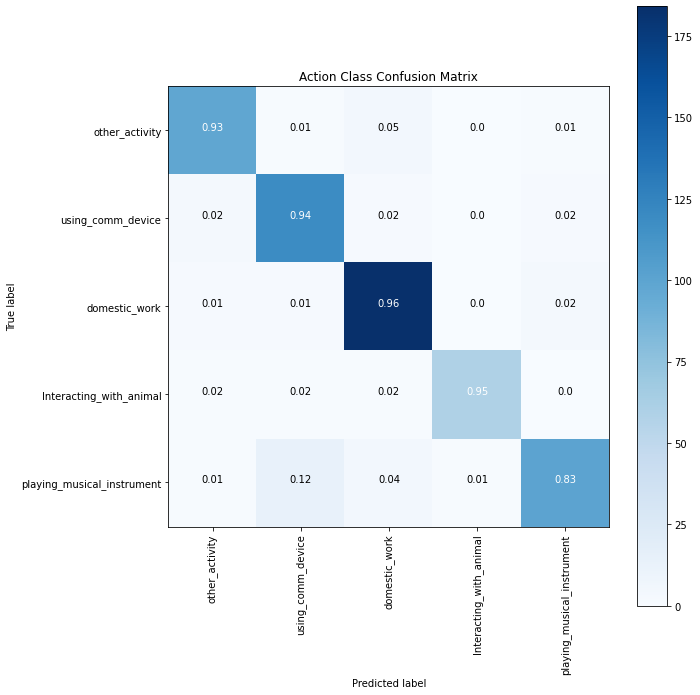 Action Class Confusion Matrix
True label
other_activity 0.93 0.01 0.05 0.0 0.01
using_comm_device 0.02 0.94 0.02 0.0 0.02
domestic_work 0.01 0.01 0.96 0.0 0.02
Interacting_with_animal 0.02 0.02 0.02 0.95 0.0
playing_musical_instrument 0.01 0.12 0.04 0.01 0.83
other_activity
using_comm_device
domestic_work
Interacting_with_animal
playing_musical_instrument
Predicted label
175
150
125
100
75
50
25
0